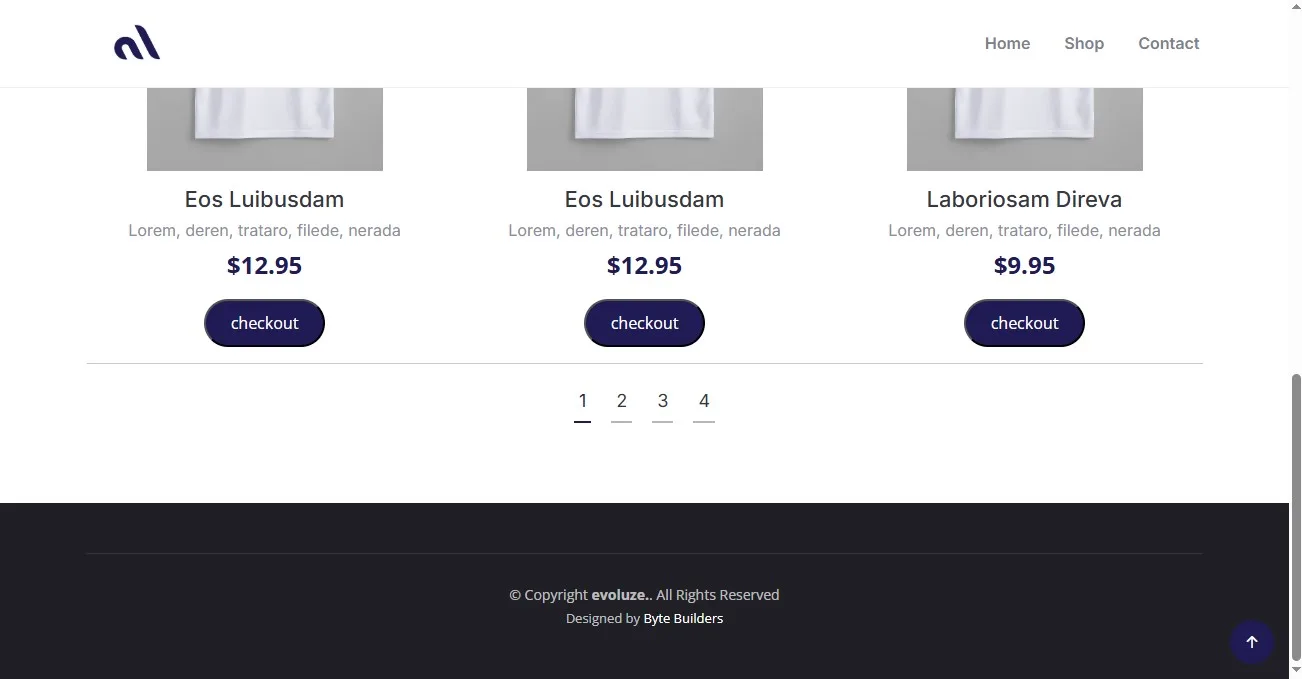 Home Shop Contact
Eos Luibusdam Eos Luibusdam Laboriosam Direva
Lorem, deren, trataro, filede, nerada Lorem, deren, trataro, filede, nerada Lorem, deren, trataro, filede, nerada
$12.95 $12.95 $9.95
checkout checkout checkout
1 2 3 4
© Copyright evoluze.. All Rights Reserved
Designed by Byte Builders